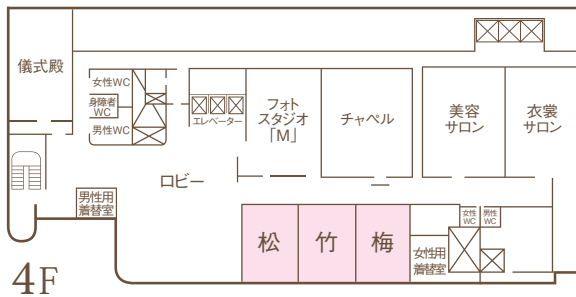 儀式殿
女性WC
身障者
WC
男性WC
エレベーター
フォト
スタジオ
「M」
チャペル
美容
サロン
衣裳
サロン
ロビー
男性用
着替室
松
竹
梅
女性用
着替室
女性
WC
男性
WC
4F